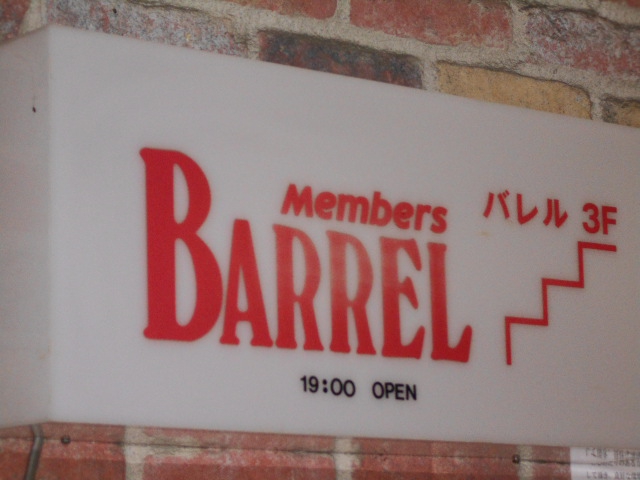 Members
BARREL
バレル 3F
19:00 OPEN